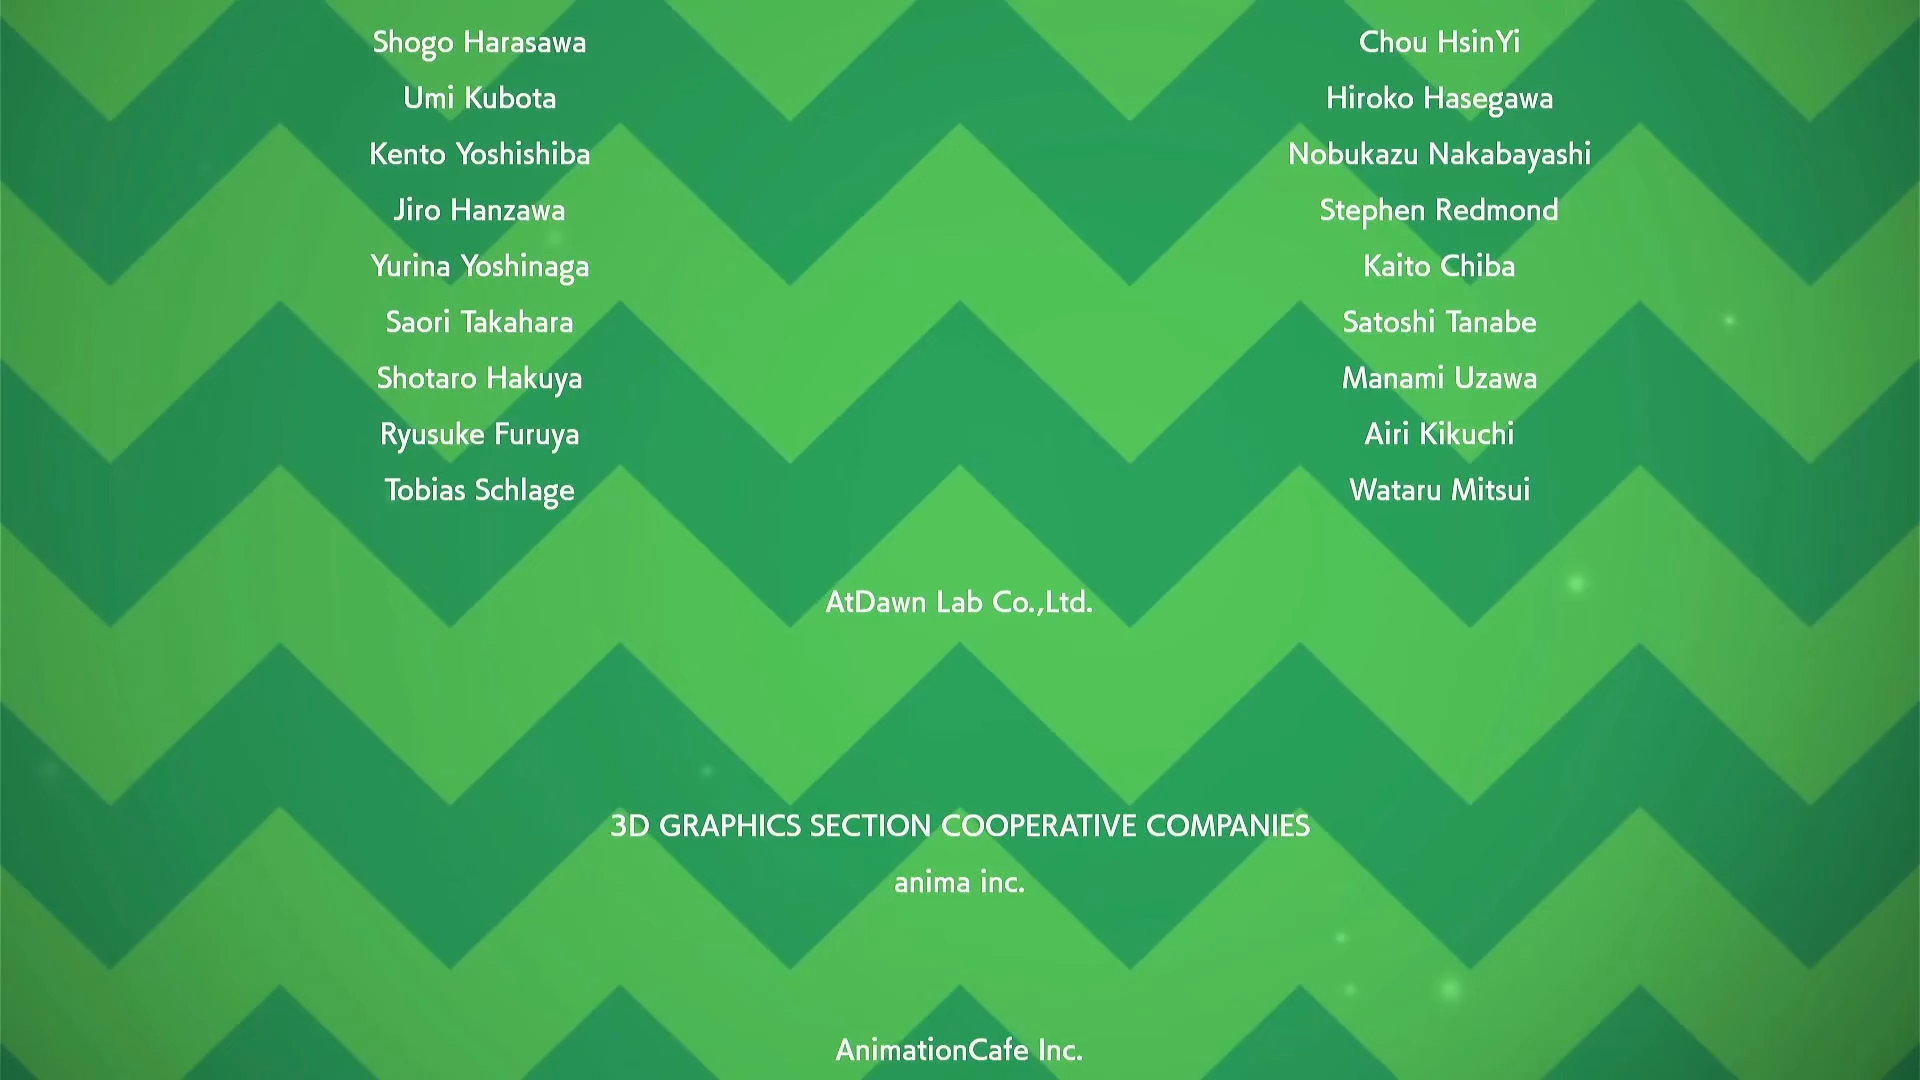 Shogo Harasawa
Chou HsinYi
Umi Kubota
Hiroko Hasegawa
Kento Yoshishiba
Nobukazu Nakabayashi
Jiro Hanzawa
Stephen Redmond
Yurina Yoshinaga
Kaito Chiba
Saori Takahara
Satoshi Tanabe
Shotaro Hakuya
Manami Uzawa
Ryusuke Furuya
Airi Kikuchi
Tobias Schlage
Wataru Mitsui
AtDawn Lab Co.,Ltd.
3D GRAPHICS SECTION COOPERATIVE COMPANIES
anima inc.
AnimationCafe Inc.